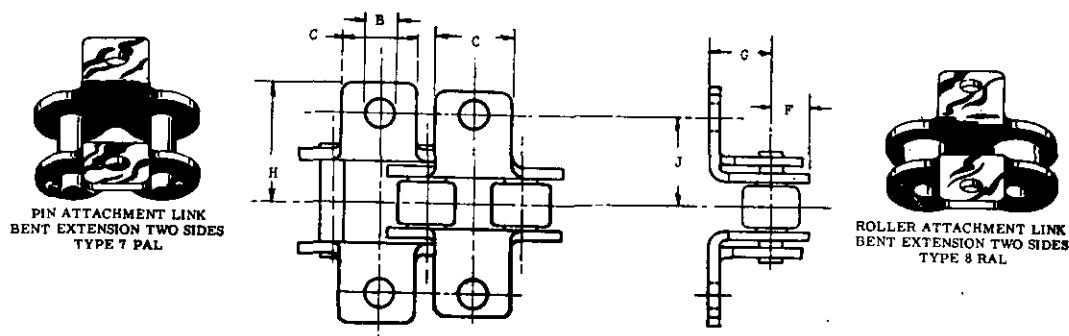 B
C
C
G
F
H
J
PIN ATTACHMENT LINK
BENT EXTENSION TWO SIDES
TYPE 7 PAL
ROLLER ATTACHMENT LINK
BENT EXTENSION TWO SIDES
TYPE 8 RAL